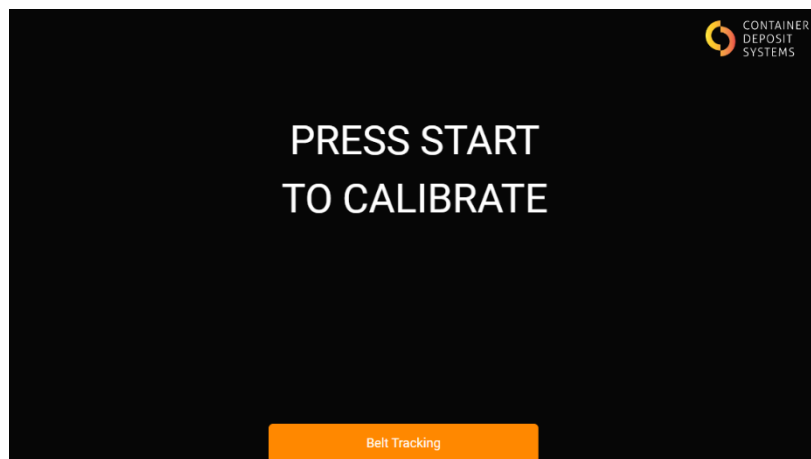 CONTAINER
DEPOSIT
SYSTEMS
PRESS START
TO CALIBRATE
Belt Tracking